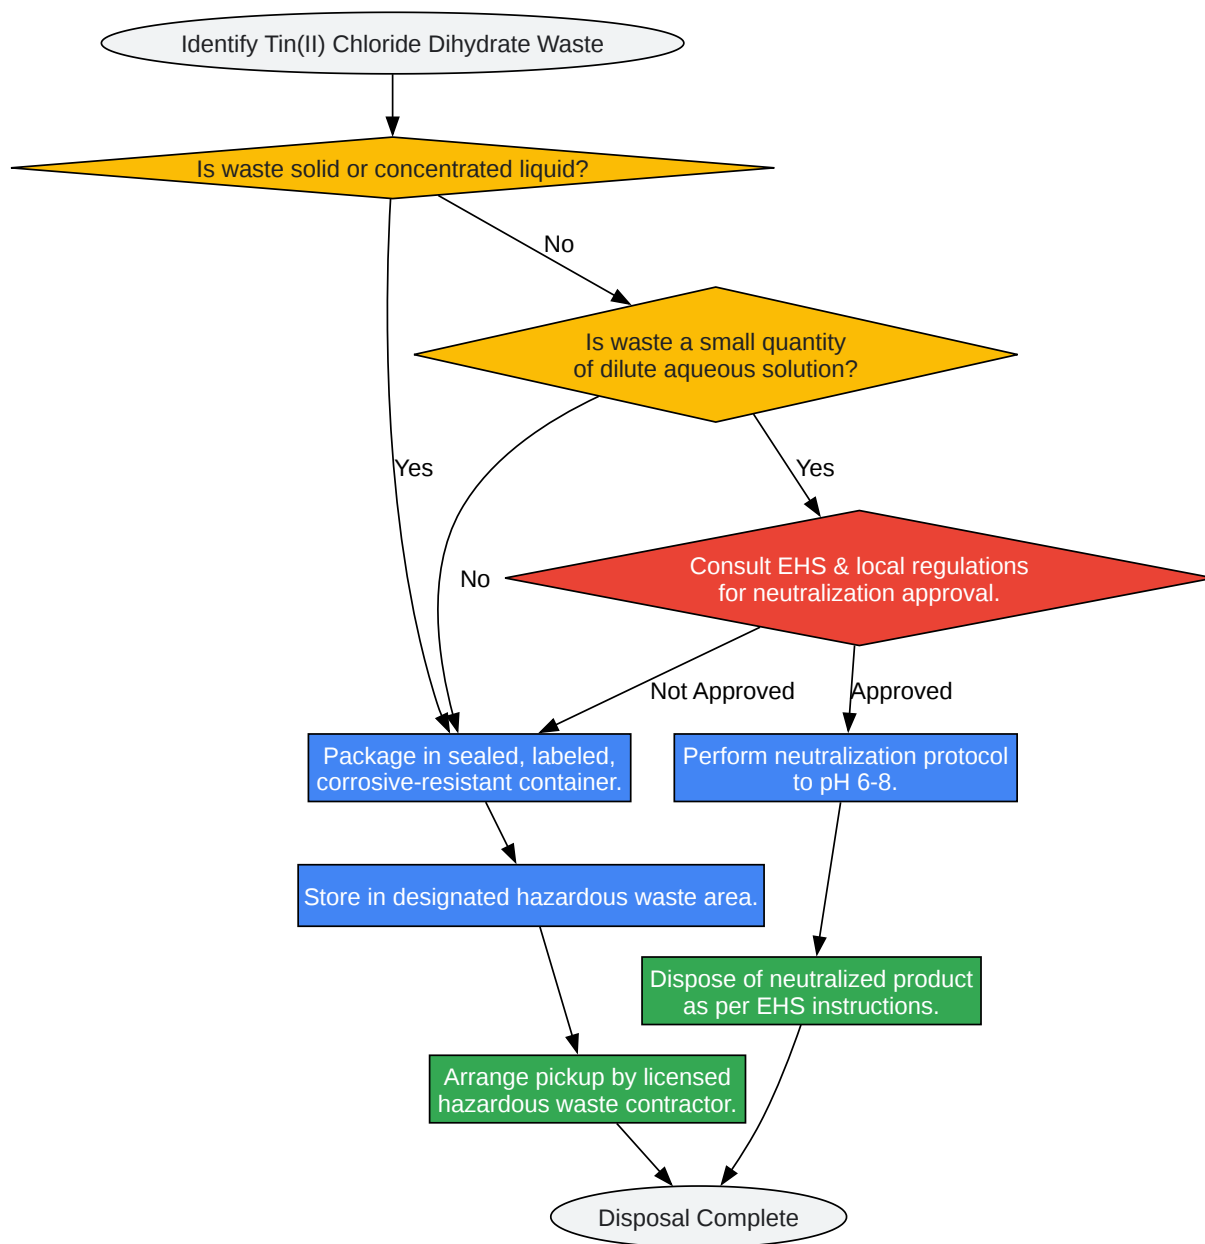 Identify Tin(II) Chloride Dihydrate Waste
Is waste solid or concentrated liquid?
No
Is waste a small quantity
of dilute aqueous solution?
Yes
Yes
No
Consult EHS & local regulations
for neutralization approval.
Not Approved
Approved
Package in sealed, labeled,
corrosive-resistant container.
Perform neutralization protocol
to pH 6-8.
Store in designated hazardous waste area.
Dispose of neutralized product
as per EHS instructions.
Arrange pickup by licensed
hazardous waste contractor.
Disposal Complete